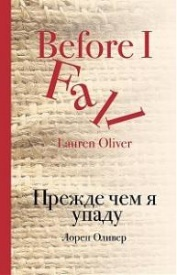 Before I
Fall
Lauren Oliver
Прежде чем я
упаду
Лорен Оливер